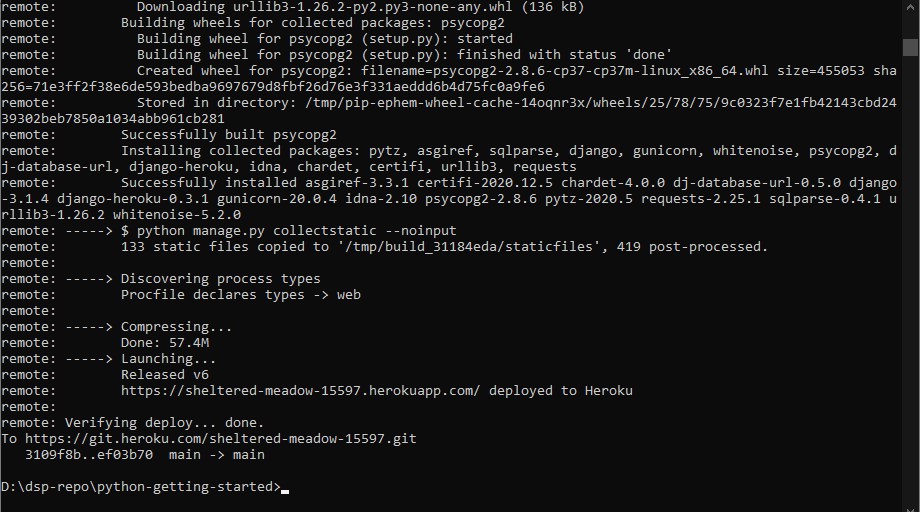 remote:          Downloading urllib3-1.26.2-py2.py3-none-any.whl (136 kB)
remote:        Building wheels for collected packages: psycopg2
remote:          Building wheel for psycopg2 (setup.py): started
remote:          Building wheel for psycopg2 (setup.py): finished with status 'done'
remote:          Created wheel for psycopg2: filename=psycopg2-2.8.6-cp37-cp37m-linux_x86_64.whl size=455053 sha
256=71e3ff2f38e6de593bedba9697679d8fbf26d76e3f331aeddd6b4d75fc0a9fe6
remote:          Stored in directory: /tmp/pip-ephem-wheel-cache-14oqnr3x/wheels/25/78/75/9c0323f7e1fb42143cbd24
39302beb7850a1034abb961cb281
remote:        Successfully built psycopg2
remote:        Installing collected packages: pytz, asgiref, sqlparse, django, gunicorn, whitenoise, psycopg2, d
j-database-url, django-heroku, idna, chardet, certifi, urllib3, requests
remote:        Successfully installed asgiref-3.3.1 certifi-2020.12.5 chardet-4.0.0 dj-database-url-0.5.0 django
-3.1.4 django-heroku-0.3.1 gunicorn-20.0.4 idna-2.10 psycopg2-2.8.6 pytz-2020.5 requests-2.25.1 sqlparse-0.4.1 u
rllib3-1.26.2 whitenoise-5.2.0
remote: -----> $ python manage.py collectstatic --noinput
remote:        133 static files copied to '/tmp/build_31184eda/staticfiles', 419 post-processed.
remote:
remote: -----> Discovering process types
remote:        Procfile declares types -> web
remote:
remote: -----> Compressing...
remote:        Done: 57.4M
remote: -----> Launching...
remote:        Released v6
remote:        https://sheltered-meadow-15597.herokuapp.com/ deployed to Heroku
remote:
remote: Verifying deploy... done.
To https://git.heroku.com/sheltered-meadow-15597.git
   3109f8b..ef03b70  main -> main
D:\dsp-repo\python-getting-started>